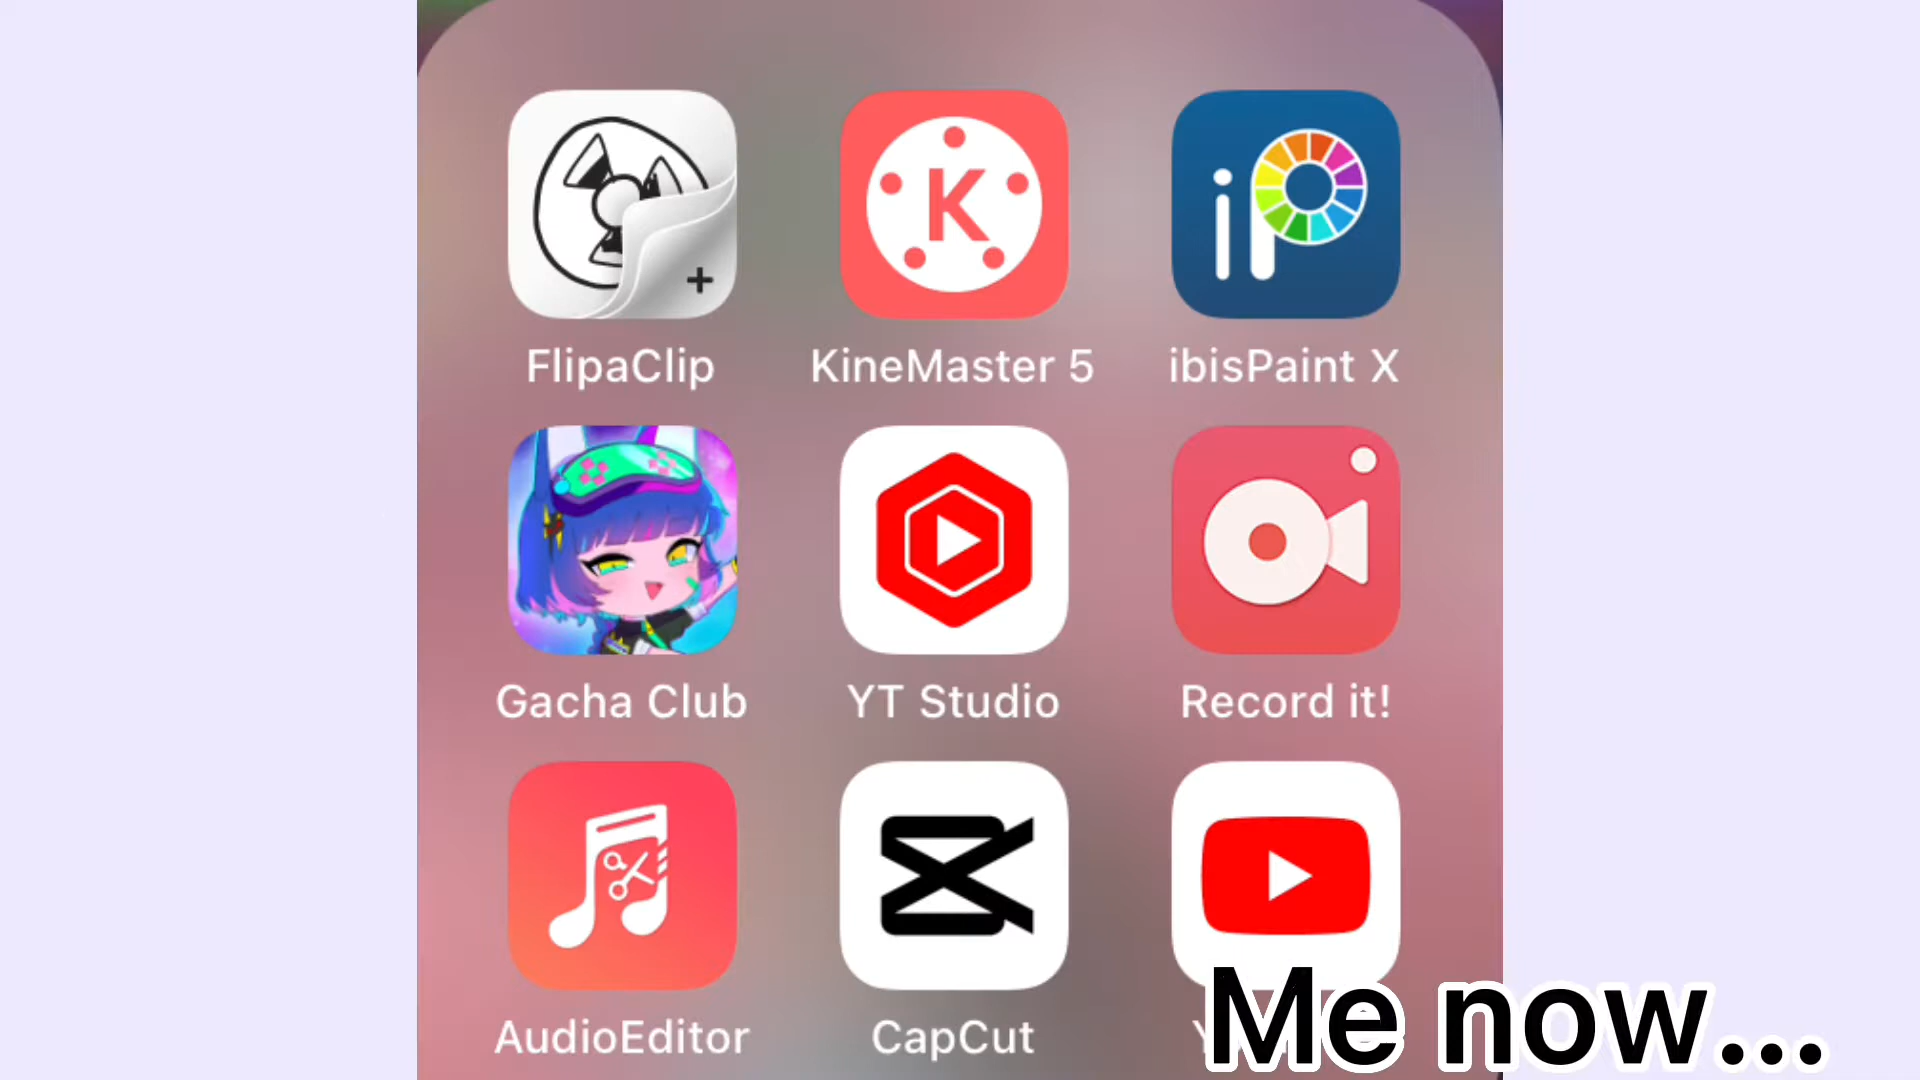 FlipaClip KineMaster 5 ibisPaint X
Gacha Club YT Studio Record it!
AudioEditor CapCut
Me now...